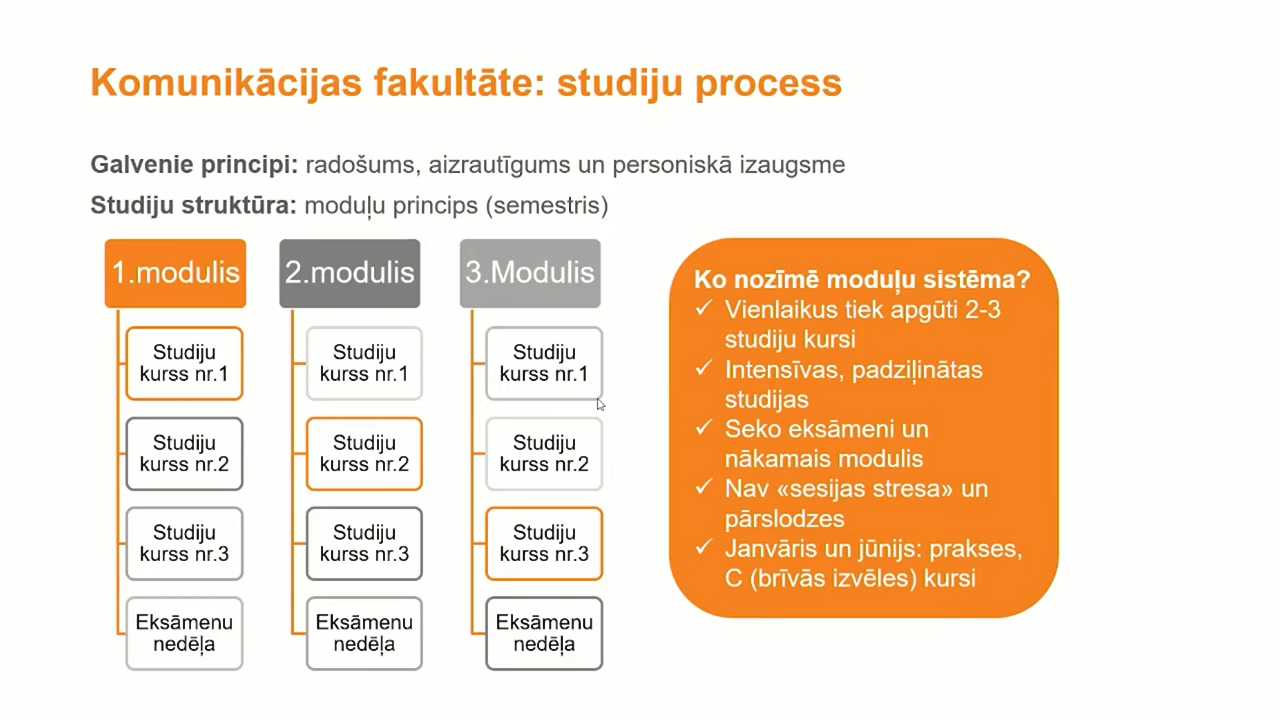 Komunikācijas fakultāte: studiju process
Galvenie principi: radošums, aizrautīgums un personiskā izaugsme
Studiju struktūra: moduļu princips (semestris)
1.modulis
Studiju
kurss nr.1
Studiju
kurss nr.2
Studiju
kurss nr.3
Eksāmenu
nedēļa
2.modulis
Studiju
kurss nr.1
Studiju
kurss nr.2
Studiju
kurss nr.3
Eksāmenu
nedēļa
3.Modulis
Studiju
kurss nr.1
Studiju
kurss nr.2
Studiju
kurss nr.3
Eksāmenu
nedēļa
Ko nozīmē moduļu sistēma?
✓ Vienlaikus tiek apgūti 2-3
studiju kursi
✓ Intensīvas, padziļinātas
studijas
✓ Seko eksāmeni un
nākamais modulis
✓ Nav «sesijas stresa» un
pārslodzes
✓ Janvāris un jūnijs: prakses,
C (brīvās izvēles) kursi